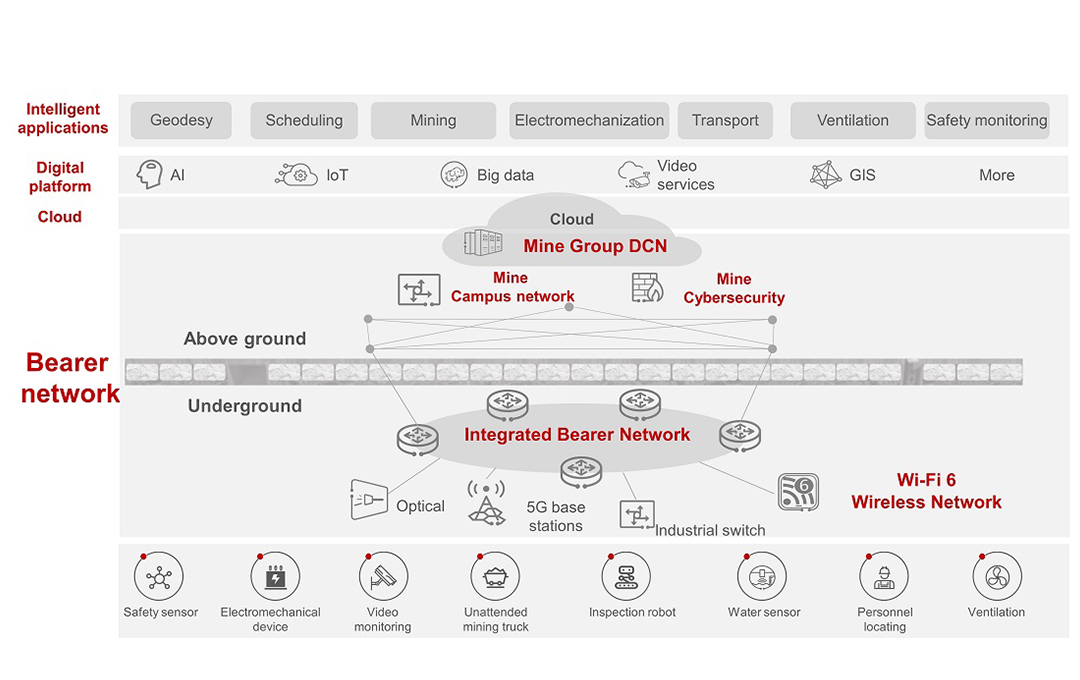 Intelligent
applications
Geodesy
Scheduling
Mining
Electromechanization
Transport
Ventilation
Safety monitoring
Digital
platform
AI
IoT
Big data
Video
services
GIS
More
Cloud
Cloud
Mine Group DCN
Mine
Campus network
Mine
Cybersecurity
Above ground
Bearer
network
Underground
Integrated Bearer Network
Optical
5G base
stations
Industrial switch
6
Wi-Fi 6
Wireless Network
Safety sensor
Electromechanical
device
Video
monitoring
Unattended
mining truck
Inspection robot
Water sensor
Personnel
locating
Ventilation